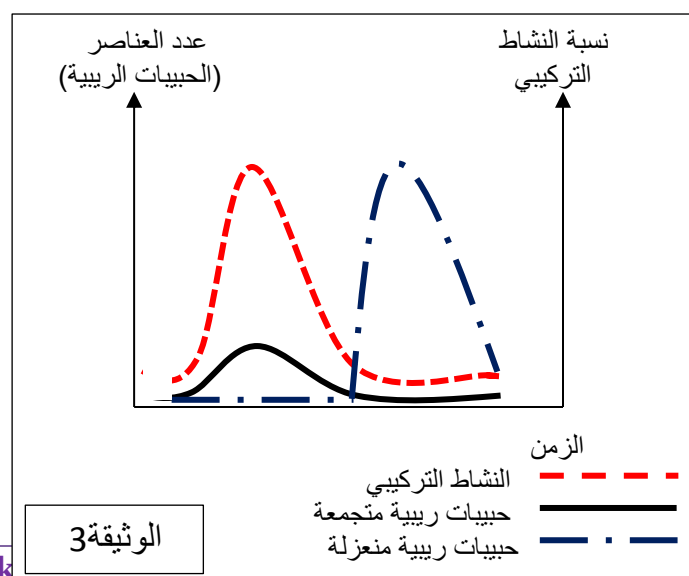 نسبة النشاط
التركيبي
عدد العناصر
(الحبيبات الريبية)
الزمن
النشاط التركيبي
حبيبات ريبية متجمعة
حبيبات ريبية منعزلة
الوثيقة3
k